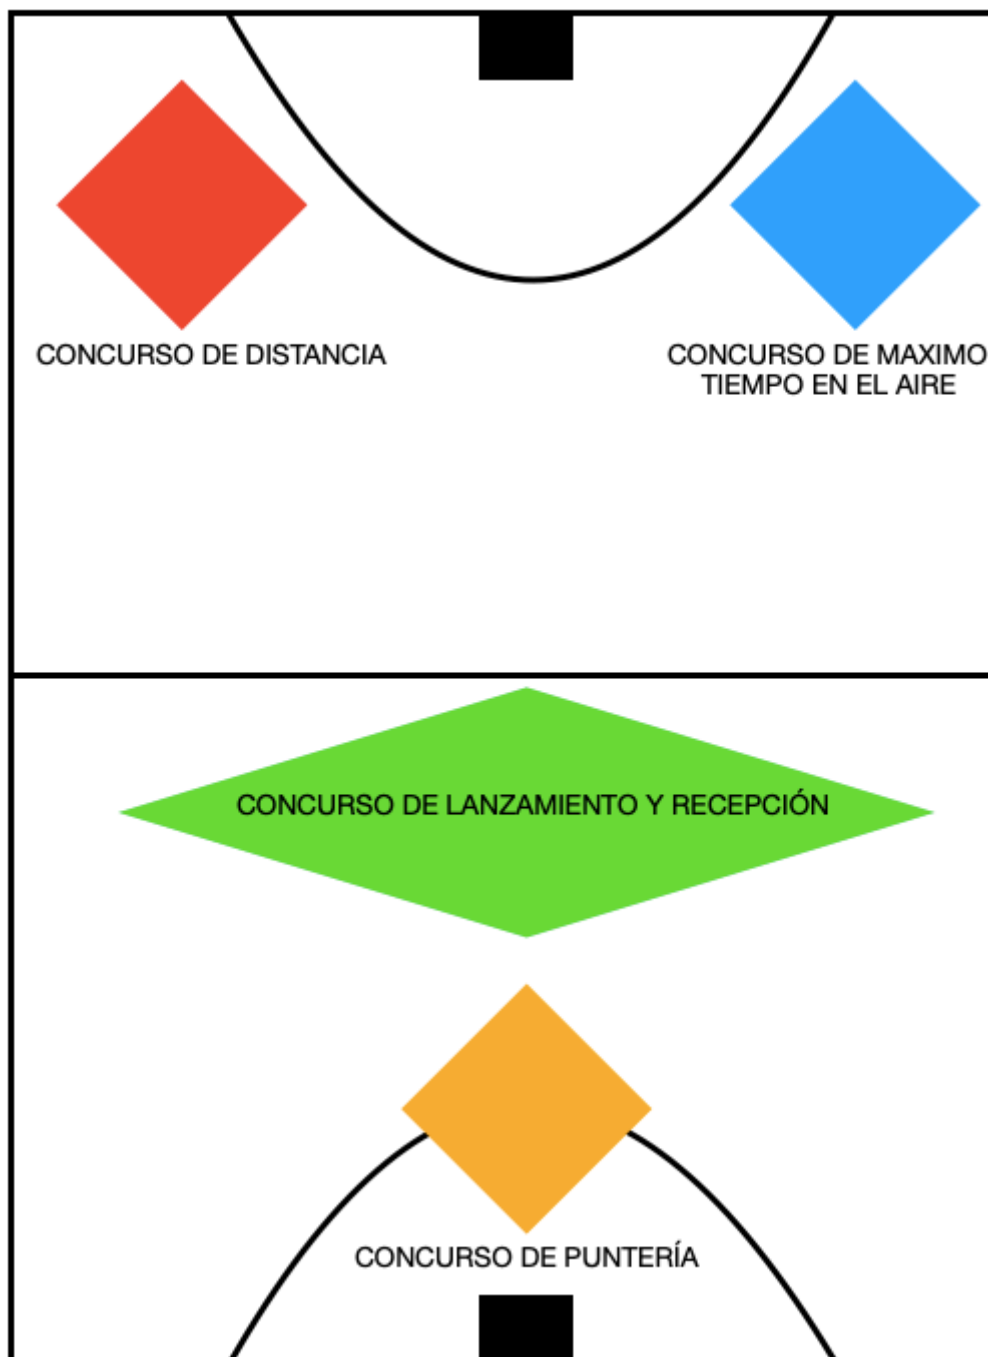 CONCURSO DE DISTANCIA
CONCURSO DE MAXIMO
TIEMPO EN EL AIRE
CONCURSO DE LANZAMIENTO Y RECEPCIÓN
CONCURSO DE PUNTERÍA